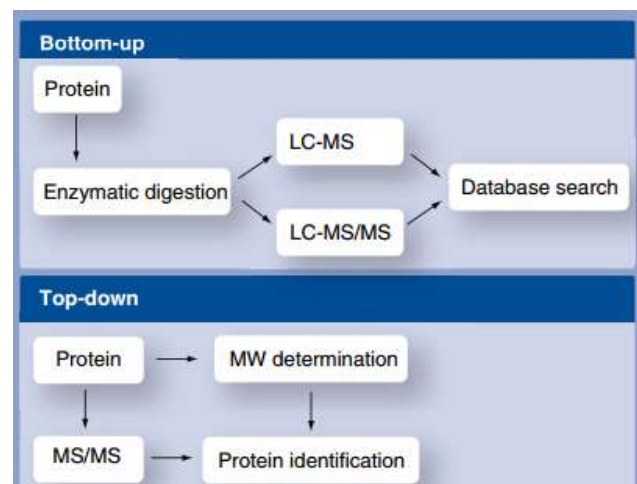 Bottom-up
Protein
LC-MS
Enzymatic digestion
Database search
LC-MS/MS
Top-down
Protein
MW determination
MS/MS
Protein identification